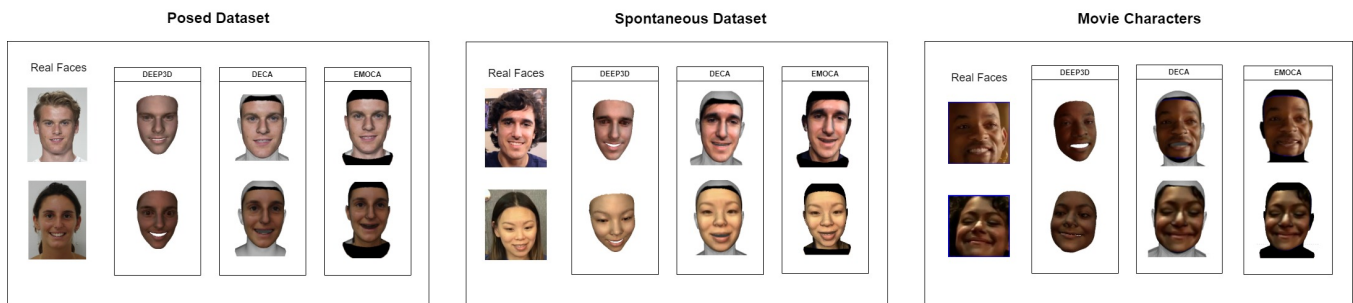 Posed Dataset
Real Faces
DEEP3D
DECA
EMOCA
Spontaneous Dataset
Real Faces
DEEP3D
DECA
EMOCA
Movie Characters
Real Faces
DEEP3D
DECA
EMOCA